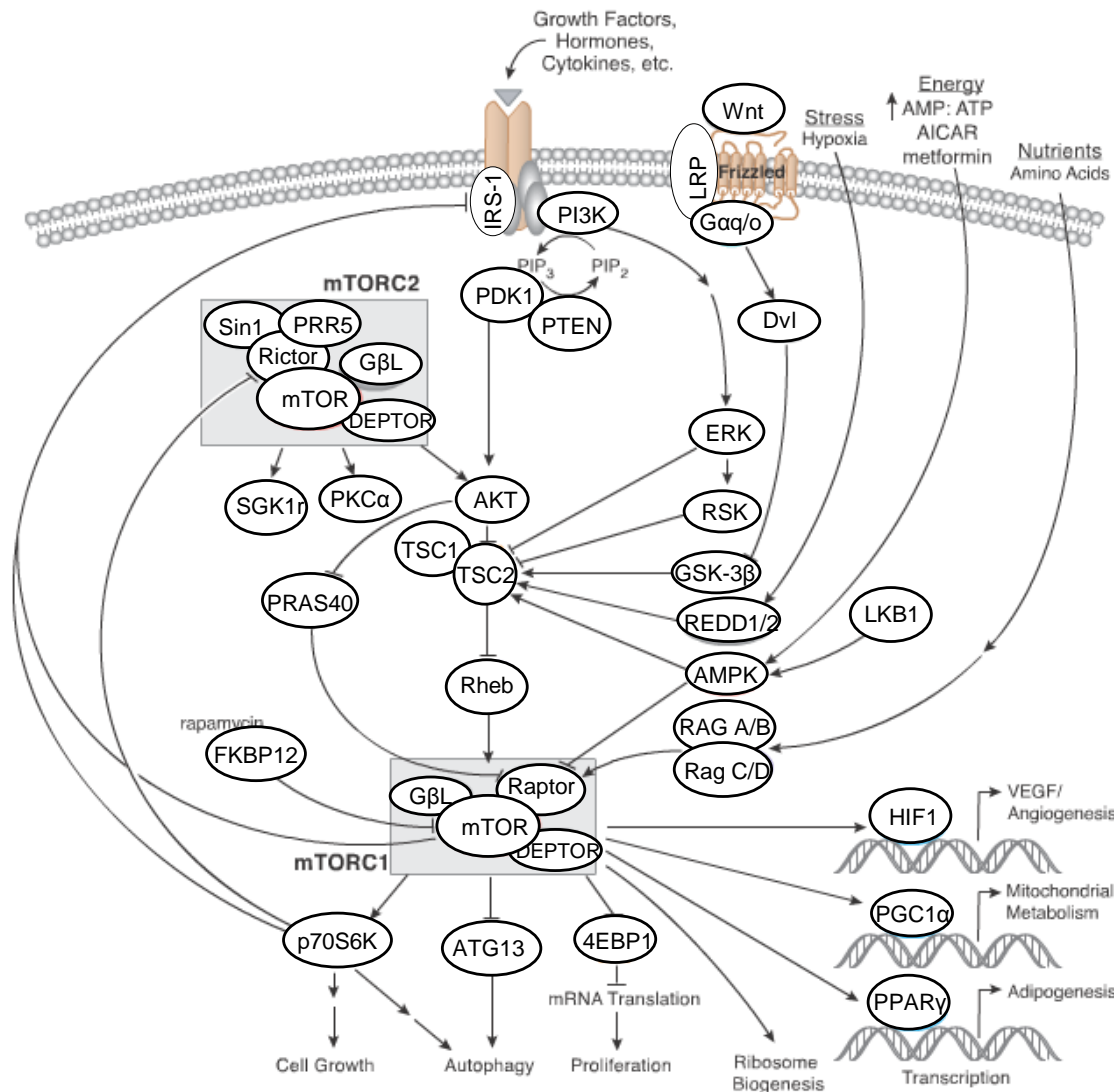 Growth Factors,
Hormones,
Cytokines, etc.
Wnt
Stress
Hypoxia
Energy
AMP: ATP
AICAR
metformin
Nutrients
Amino Acids
LRP
Frizzled
IRS-1
PI3K
Gαq/o
PIP3
PIP2
mTORC2
PDK1
PTEN
Dvl
Sin1
PRR5
Rictor
GβL
mTOR
DEPTOR
ERK
SGK1r
PKCα
AKT
RSK
TSC1
TSC2
GSK-3β
PRAS40
REDD1/2
LKB1
AMPK
Rheb
RAG A/B
Rag C/D
rapamycin
FKBP12
GβL
Raptor
mTOR
DEPTOR
mTORC1
HIF1
VEGF/
Angiogenesis
PGC1α
Mitochondrial
Metabolism
p70S6K
ATG13
4EBP1
mRNA Translation
PPARγ
Adipogenesis
Cell Growth
Autophagy
Proliferation
Ribosome
Biogenesis
Transcription